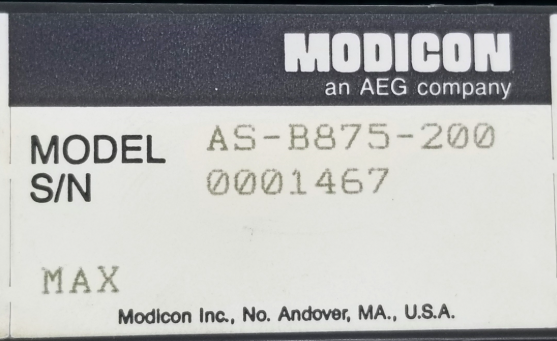 MODICON
an AEG company
MODEL AS-B875-200
S/N 0001467
MAX
Modicon Inc., No. Andover, MA., U.S.A.